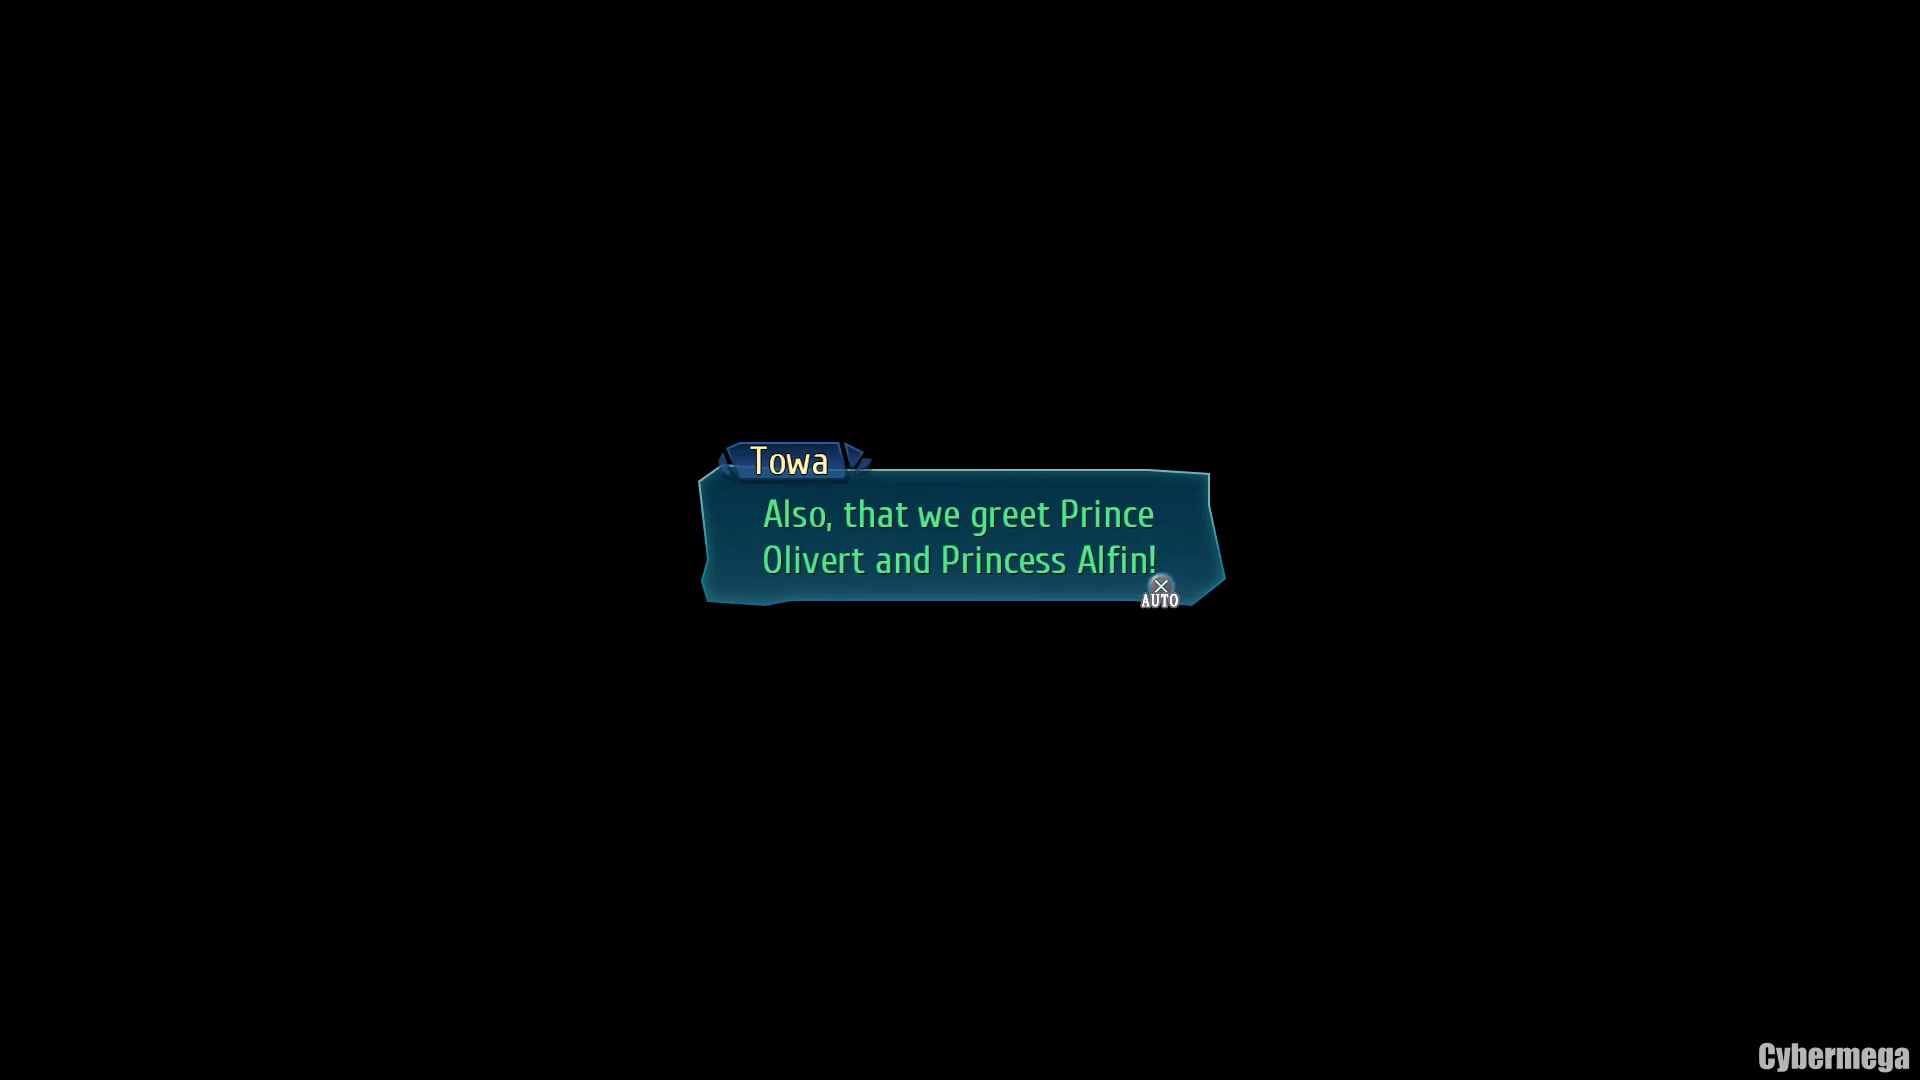 Towa
Also, that we greet Prince
Olivert and Princess Alfin!
AUTO
Cybermega